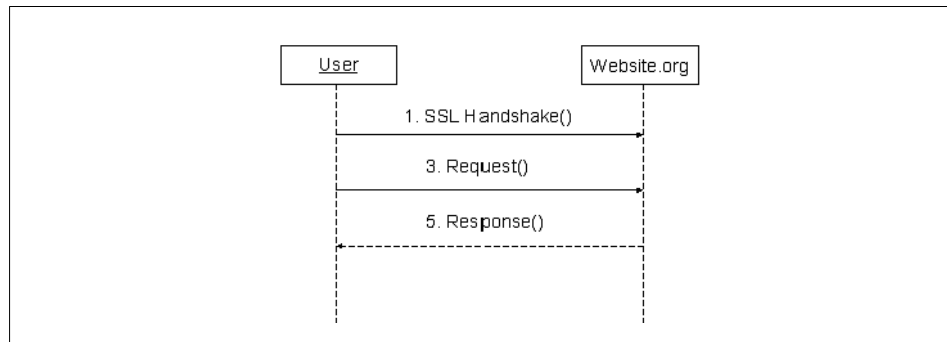 User
Website.org
1. SSL Handshake()
3. Request()
5. Response()